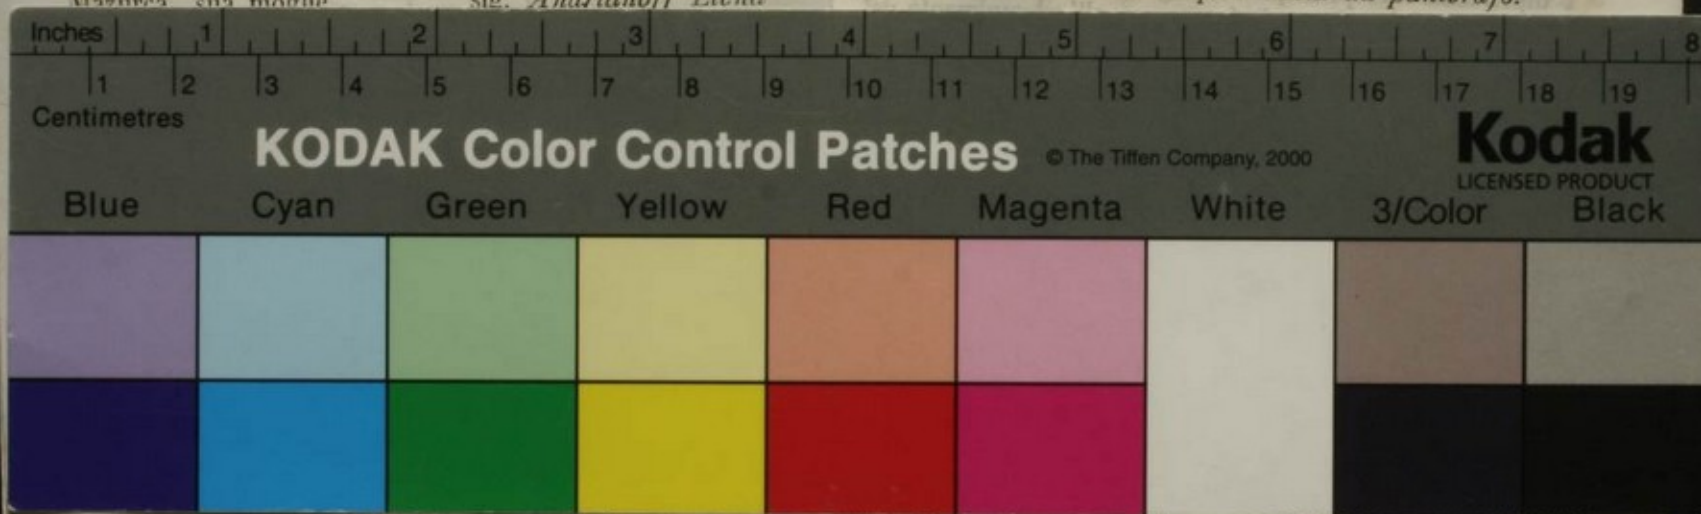 Inches 1 2 3 4 5 6 7 8
1 2 3 4 5 6 7 8 9 10 11 12 13 14 15 16 17 18 19
Centimetres
KODAK Color Control Patches © The Tiffen Company, 2000 Kodak
LICENSED PRODUCT
Blue Cyan Green Yellow Red Magenta White 3/Color Black